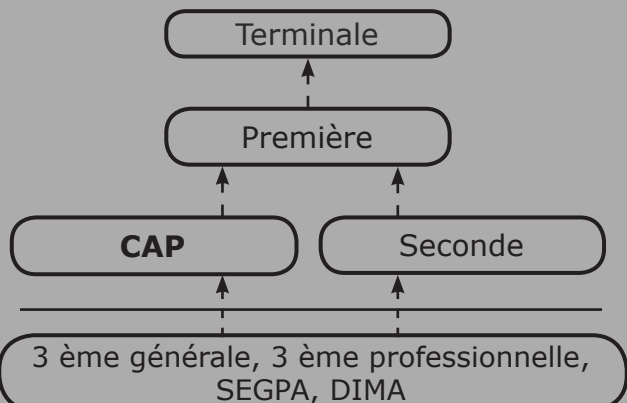 Terminale
Première
CAP
Seconde
3 ème générale, 3 ème professionnelle,
SEGPA, DIMA